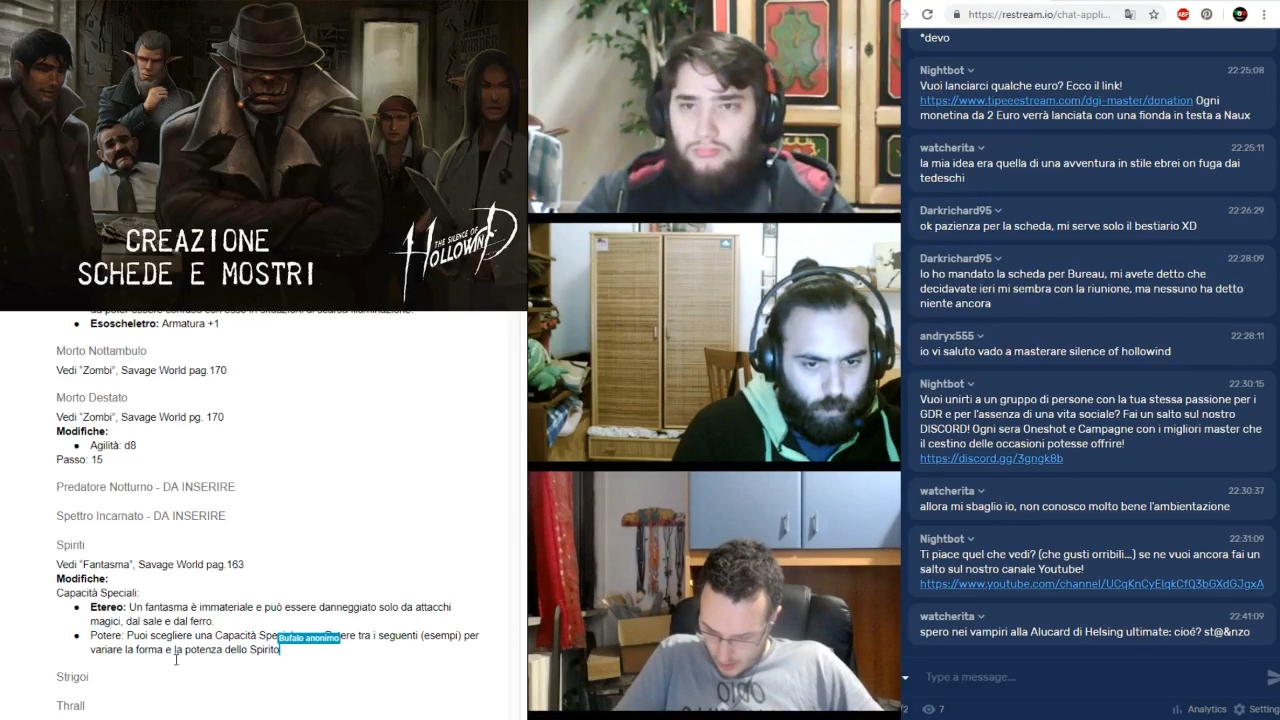 CREAZIONE
SCHEDE E MOSTRI
THE SILENCE OF
HOLLOWIND
Esoscheletro: Armatura +1
Morto Nottambulo
Vedi "Zombi", Savage World pag.170
Morto Destato
Vedi "Zombi", Savage World pg. 170
Modifiche:
Agilità: d8
Passo: 15
Predatore Notturno - DA INSERIRE
Spettro Incarnato - DA INSERIRE
Spiriti
Vedi "Fantasma", Savage World pag.163
Modifiche:
Capacità Speciali:
Etereo: Un fantasma è immateriale e può essere danneggiato solo da attacchi
magici, dal sale e dal ferro.
Bufalo anonimo
Potere: Puoi scegliere una Capacità tra i seguenti (esempi) per
variare la forma e la potenza dello Spirito
Strigoi
Thrall
https://restream.io/chat-appli...
ABP
*devo
Nightbot 22:25:08
Vuoi lanciarci qualche euro? Ecco il link!
https://www.tipeeestream.com/dgi-master/donation Ogni
monetina da 2 Euro verrà lanciata con una fionda in testa a Naux
watcherita 22:25:11
la mia idea era quella di una avventura in stile ebrei on fuga dai
tedeschi
Darkrichard95 22:26:29
ok pazienza per la scheda, mi serve solo il bestiario XD
Darkrichard95 22:28:09
Io ho mandato la scheda per Bureau, mi avete detto che
decidavate ieri mi sembra con la riunione, ma nessuno ha detto
niente ancora
andryx555 22:28:11
io vi saluto vado a masterare silence of hollowind
Nightbot 22:30:15
Vuoi unirti a un gruppo di persone con la tua stessa passione per i
GDR e per l'assenza di una vita sociale? Fai un salto sul nostro
DISCORD! Ogni sera Oneshot e Campagne con i migliori master che
il cestino delle occasioni potesse offrire!
https://discord.gg/3gngk8b
watcherita 22:30:37
allora mi sbaglio io, non conosco molto bene l'ambientazione
Nightbot 22:31:09
Ti piace quel che vedi? (che gusti orribili...) se ne vuoi ancora fai un
salto sul nostro canale Youtube!
https://www.youtube.com/channel/UCqKnCyElqkCfQ3bGXdGJgxA
watcherita 22:41:09
spero nei vampiri alla Alucard di Helsing ultimate: cioé? st@&nzo
Type a message...
7
Analytics
Setting